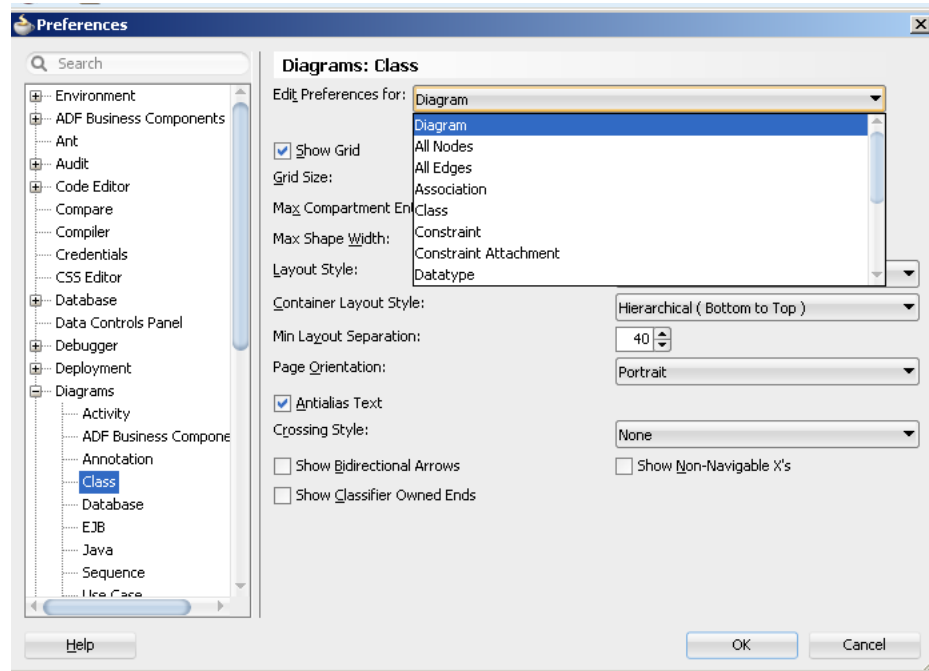 Preferences
Search
Environment
ADF Business Components
Ant
Audit
Code Editor
Compare
Compiler
Credentials
CSS Editor
Database
Data Controls Panel
Debugger
Deployment
Diagrams
Activity
ADF Business Compone
Annotation
Class
Database
EJB
Java
Sequence
Use Case
Help
Diagrams: Class
Edit Preferences for: Diagram
Diagram
All Nodes
All Edges
Association
Class
Constraint
Constraint Attachment
Datatype
Show Grid
Grid Size:
Max Compartment Ent
Max Shape Width:
Layout Style:
Container Layout Style: Hierarchical ( Bottom to Top )
Min Layout Separation: 40
Page Orientation: Portrait
Antialias Text
Crossing Style: None
Show Bidirectional Arrows Show Non-Navigable X's
Show Classifier Owned Ends
OK Cancel